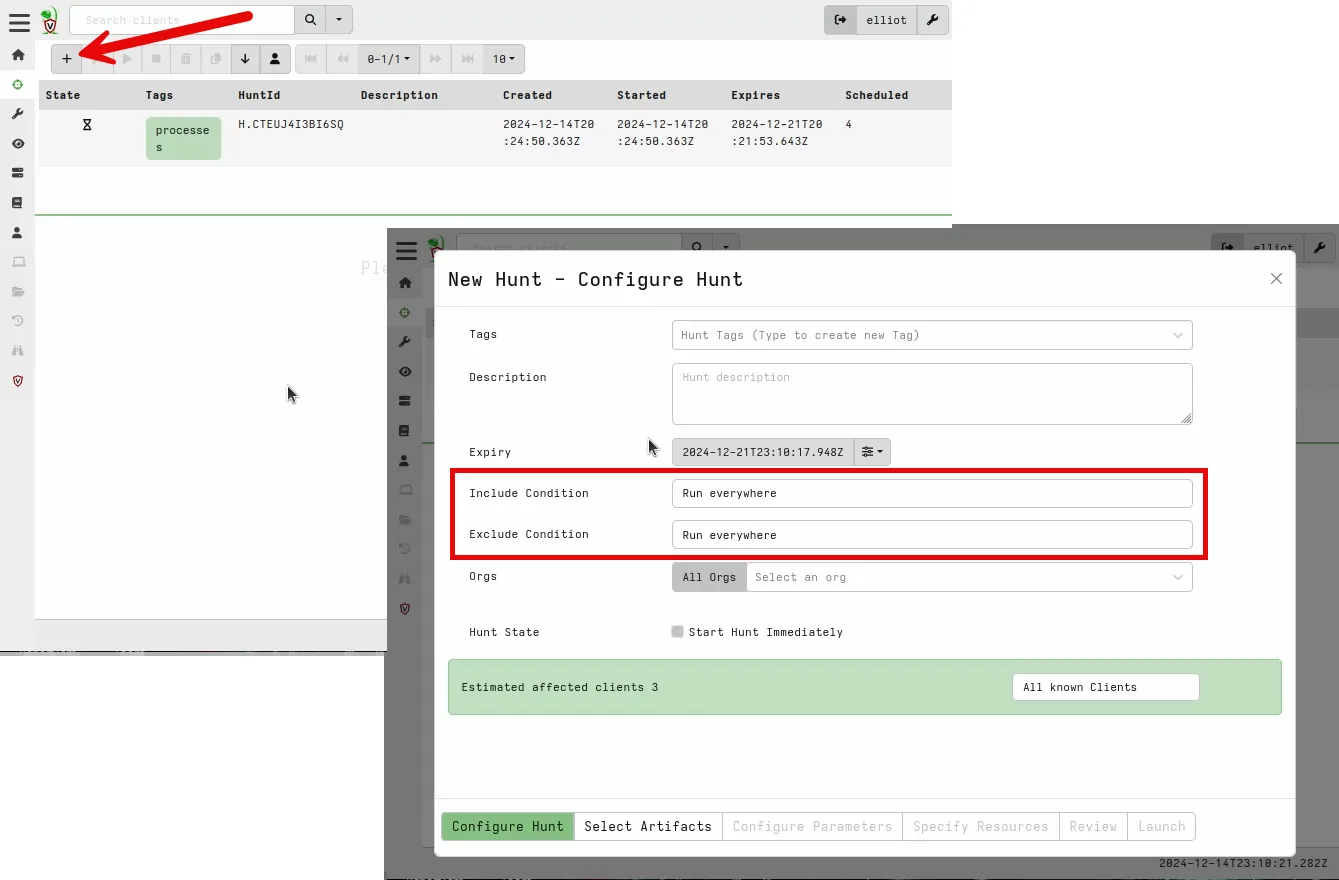 Search clients
elliot
0-1/1
10
State Tags HuntId Description Created Started Expires Scheduled
processe
s
H.CTEUJ4I3BI6SQ
2024-12-14T20
:24:50.363Z
2024-12-14T20
:24:50.363Z
2024-12-21T20
:21:53.643Z
4
Ple
Search clients
elliot
New Hunt - Configure Hunt
Tags
Hunt Tags (Type to create new Tag)
Description
Hunt description
Expiry
2024-12-21T23:10:17.948Z
Include Condition
Run everywhere
Exclude Condition
Run everywhere
Orgs
All Orgs
Select an org
Hunt State
Start Hunt Immediately
Estimated affected clients 3
All known Clients
Configure Hunt Select Artifacts Configure Parameters Specify Resources Review Launch
2024-12-14T23:10:21.282Z